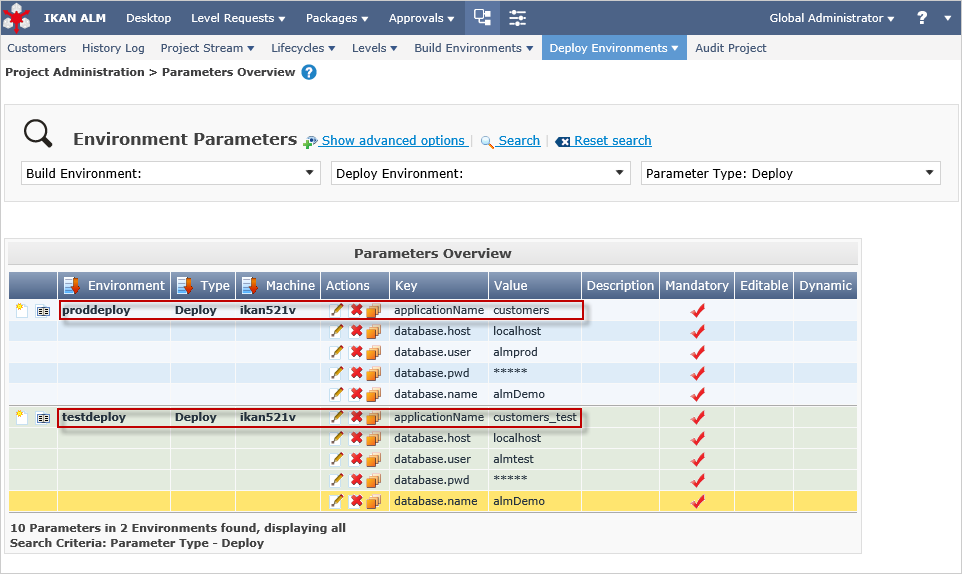 IKAN ALM Desktop Level Requests Packages Approvals Global Administrator ?
Customers History Log Project Stream Lifecycles Levels Build Environments Deploy Environments Audit Project
Project Administration > Parameters Overview ?
Environment Parameters Show advanced options | Search | Reset search
Build Environment: Deploy Environment: Parameter Type: Deploy
Parameters Overview
Environment Type Machine Actions Key Value Description Mandatory Editable Dynamic
proddeploy Deploy ikan521v applicationName customers
database.host localhost
database.user almprod
database.pwd *****
database.name almDemo
testdeploy Deploy ikan521v applicationName customers_test
database.host localhost
database.user almtest
database.pwd *****
database.name almDemo
10 Parameters in 2 Environments found, displaying all
Search Criteria: Parameter Type - Deploy